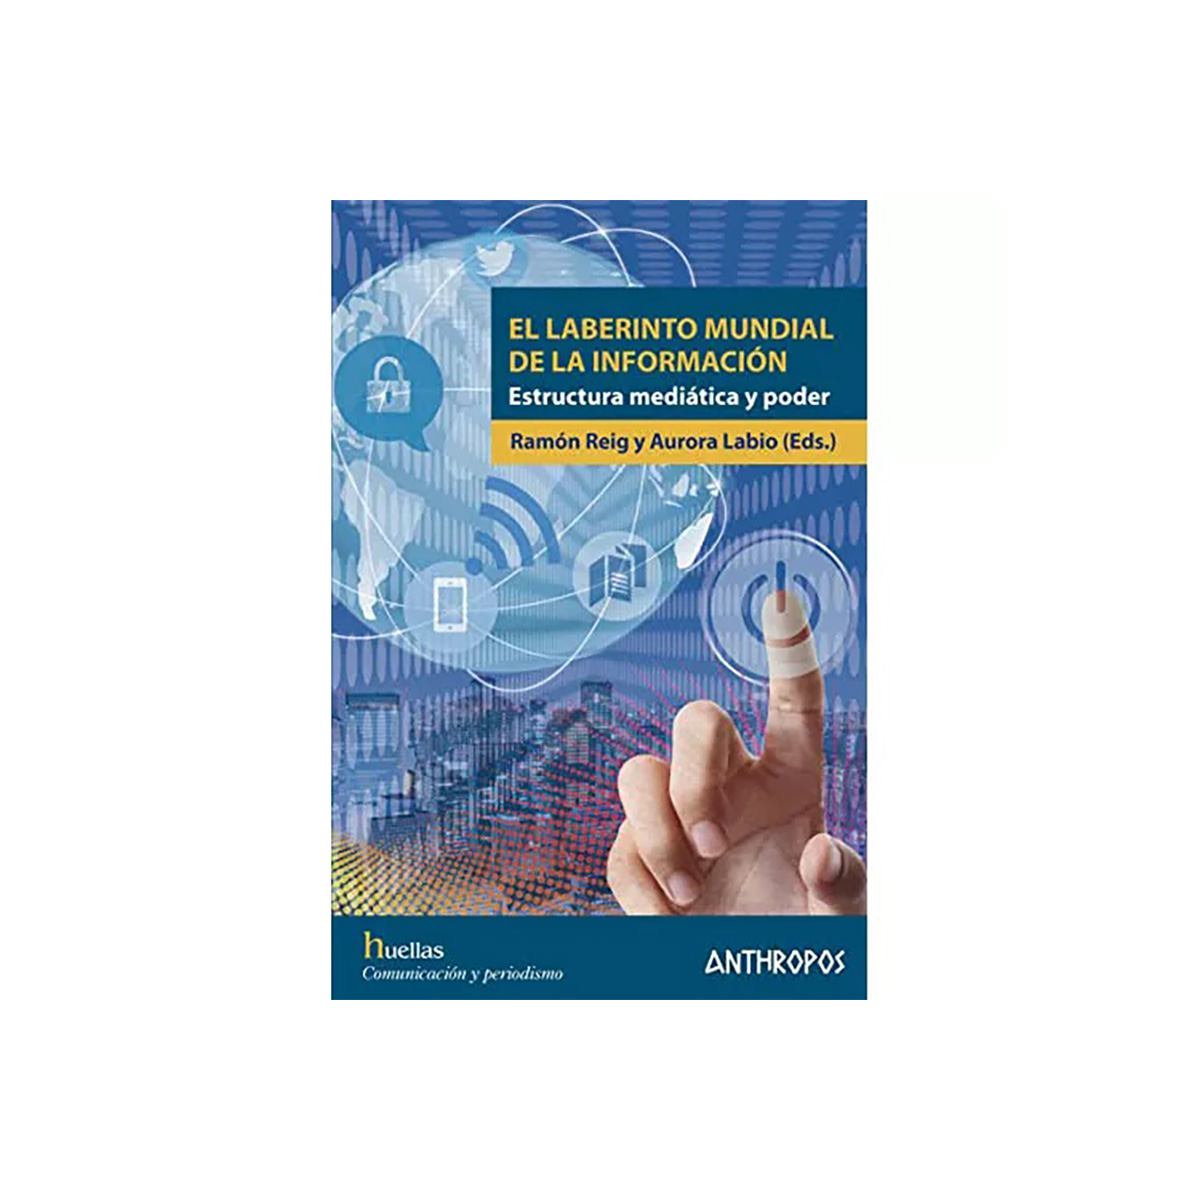 EL LABERINTO MUNDIAL
DE LA INFORMACIÓN
Estructura mediática y poder
Ramón Reig y Aurora Labio (Eds.)
huellas
Comunicación y periodismo
ANTHROPOS